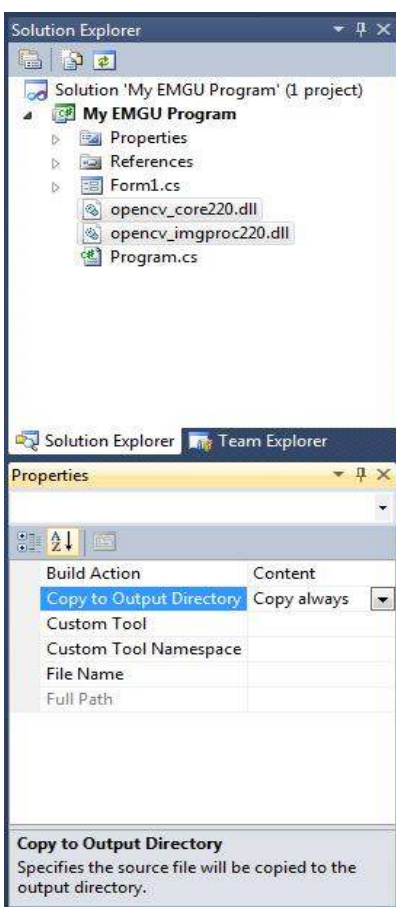 Solution Explorer
Solution 'My EMGU Program' (1 project)
My EMGU Program
Properties
References
Form1.cs
opencv_core220.dll
opencv_imgproc220.dll
Program.cs
Solution Explorer Team Explorer
Properties
Build Action Content
Copy to Output Directory Copy always
Custom Tool
Custom Tool Namespace
File Name
Full Path
Copy to Output Directory
Specifies the source file will be copied to the
output directory.